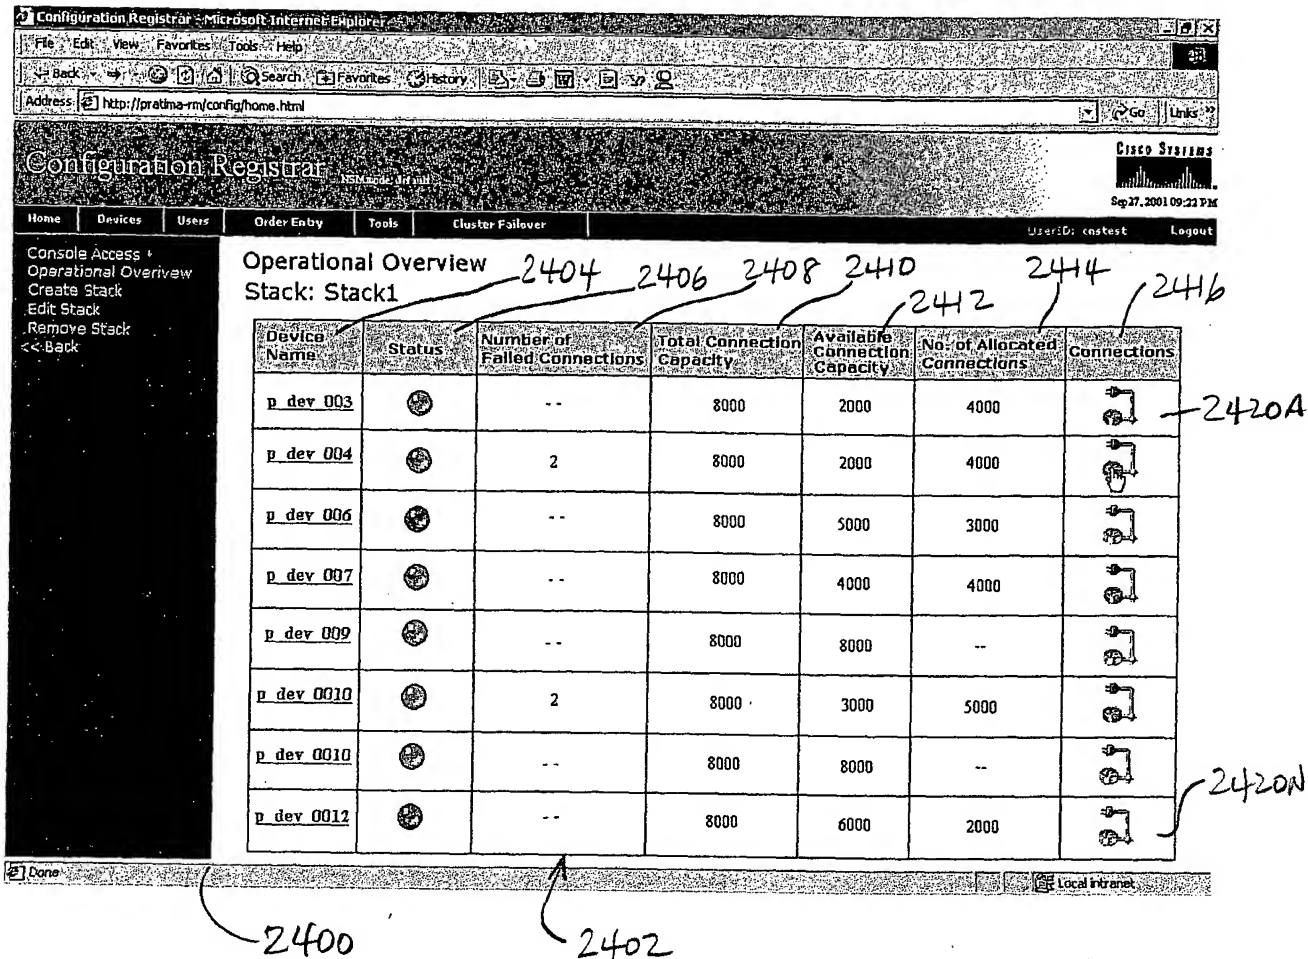 Configuration Registrar - Microsoft Internet Explorer
File Edit View Favorites Tools Help
Back Search Favorites History
Address http://pratima-rm/config/home.html Go Links »
Configuration Registrar
CISCO SYSTEMS
Sep 27, 2001 09:22 PM
Home Devices Users Order Entry Tools Cluster Failover UserID: cnstest Logout
Console Access
Operational Overivew
Create Stack
Edit Stack
Remove Stack
<< Back
Operational Overview
Stack: Stack1
2404 2406 2408 2410 2412 2414 2416
Device Name Status Number of Failed Connections Total Connection Capacity Available Connection Capacity No. of Allocated Connections Connections
p_dev_003 -- 8000 2000 4000 2420A
p_dev_004 2 8000 2000 4000
p_dev_006 -- 8000 5000 3000
p_dev_007 -- 8000 4000 4000
p_dev_009 -- 8000 8000 --
p_dev_0010 2 8000 3000 5000
p_dev_0010 -- 8000 8000 --
p_dev_0012 -- 8000 6000 2000 2420N
Done Local intranet
2400 2402